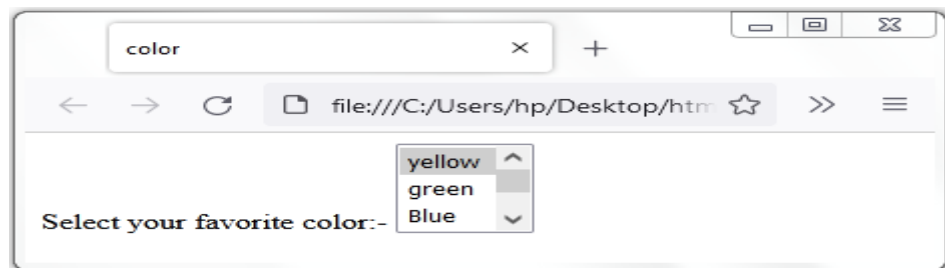 color
file:///C:/Users/hp/Desktop/htm
yellow
green
Blue
Select your favorite color:-